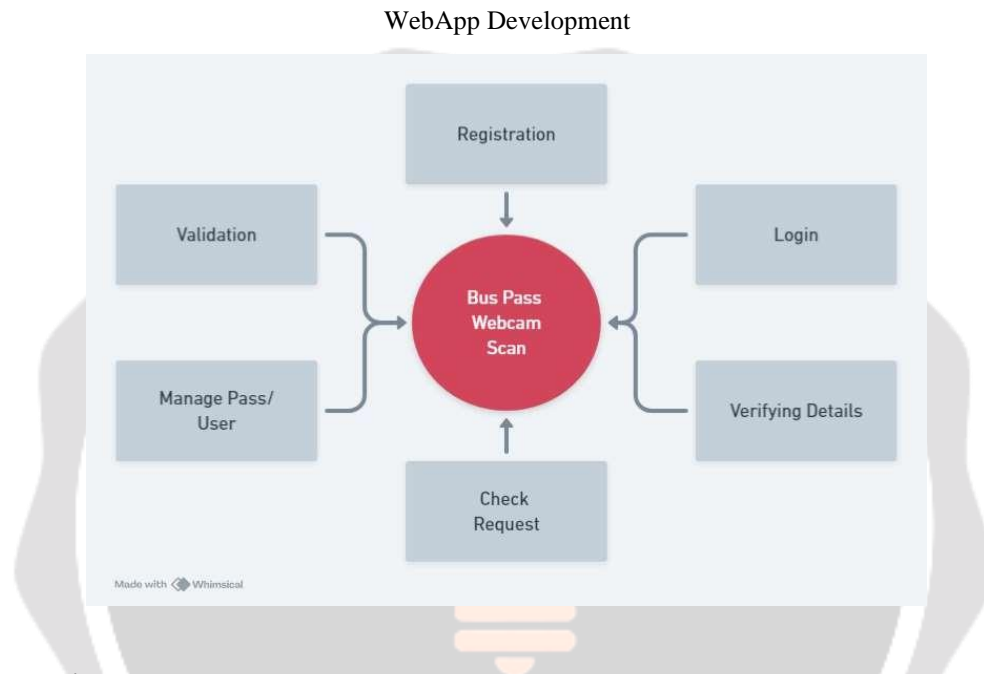 WebApp Development
Registration
Validation
Login
Bus Pass
Webcam
Scan
Manage Pass/
User
Verifying Details
Check
Request
Made with Whimsical